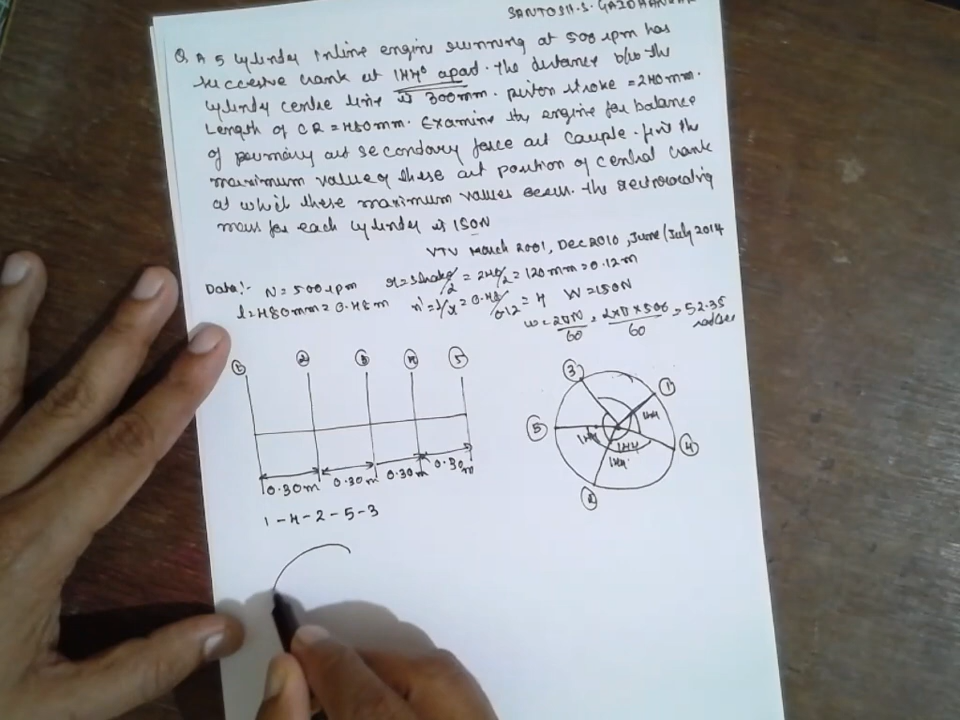 SANTOSH.S.GAIDHANKAR
Q. A 5 cylinder inline engine running at 500 rpm has
succesive crank at 144° apart. The distance b/w the
cylinder centre line is 300mm. piston stroke = 240mm.
Length of CR = 480mm. Examine the engine for balance
of primary and secondary force and couple. find the
maximum value of these and position of central crank
at which these maximum values occur. The reciprocating
mass for each cylinder is 150N
VTU March 2001, Dec 2010, June/July 2014
Data:- N = 500 rpm r = stroke/2 = 240/2 = 120 mm = 0.12m
l = 480mm = 0.48m n = l/r = 0.48/0.12 = 4 W = 150N
w = 2πN/60 = 2×π×500/60 = 52.35 rad/sec
1 2 3 4 5
3 1
144
5 144 144 4
144
2
0.30m 0.30m 0.30m 0.30m
1-4-2-5-3